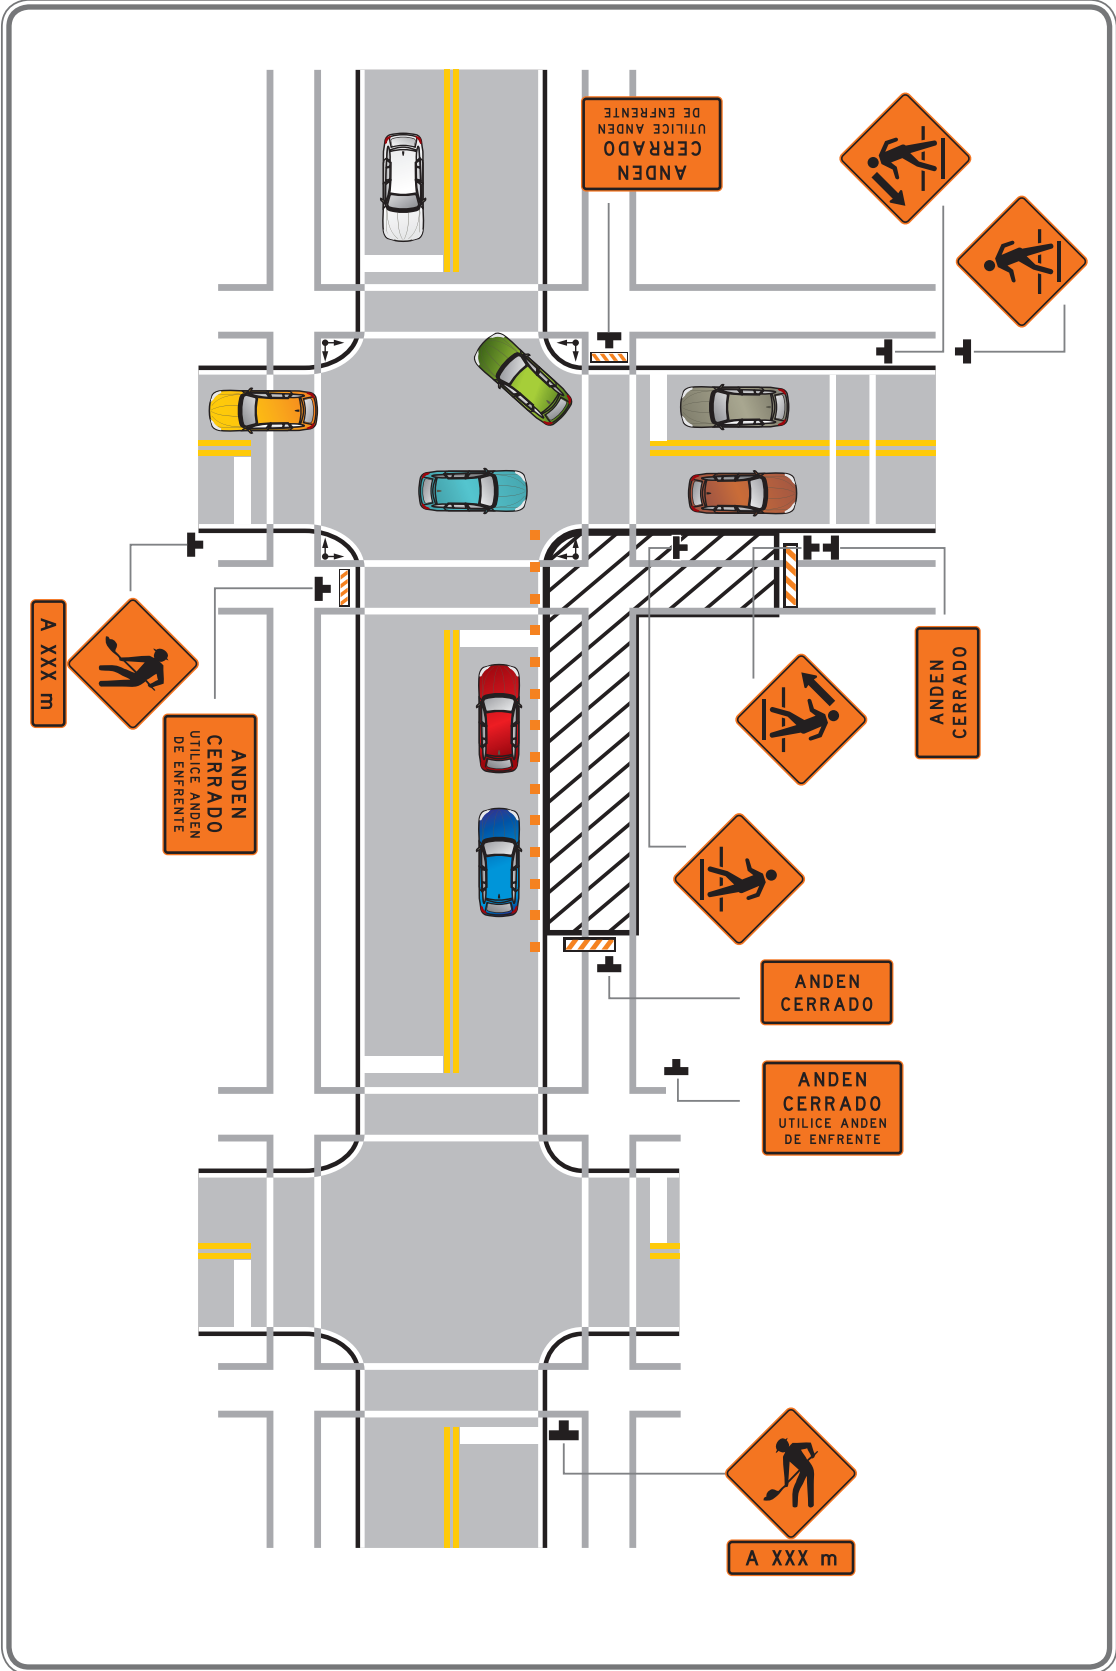 ANDEN
CERRADO
UTILICE ANDEN
DE ENFRENTE
A XXX m
ANDEN
CERRADO
UTILICE ANDEN
DE ENFRENTE
ANDEN
CERRADO
ANDEN
CERRADO
ANDEN
CERRADO
UTILICE ANDEN
DE ENFRENTE
A XXX m